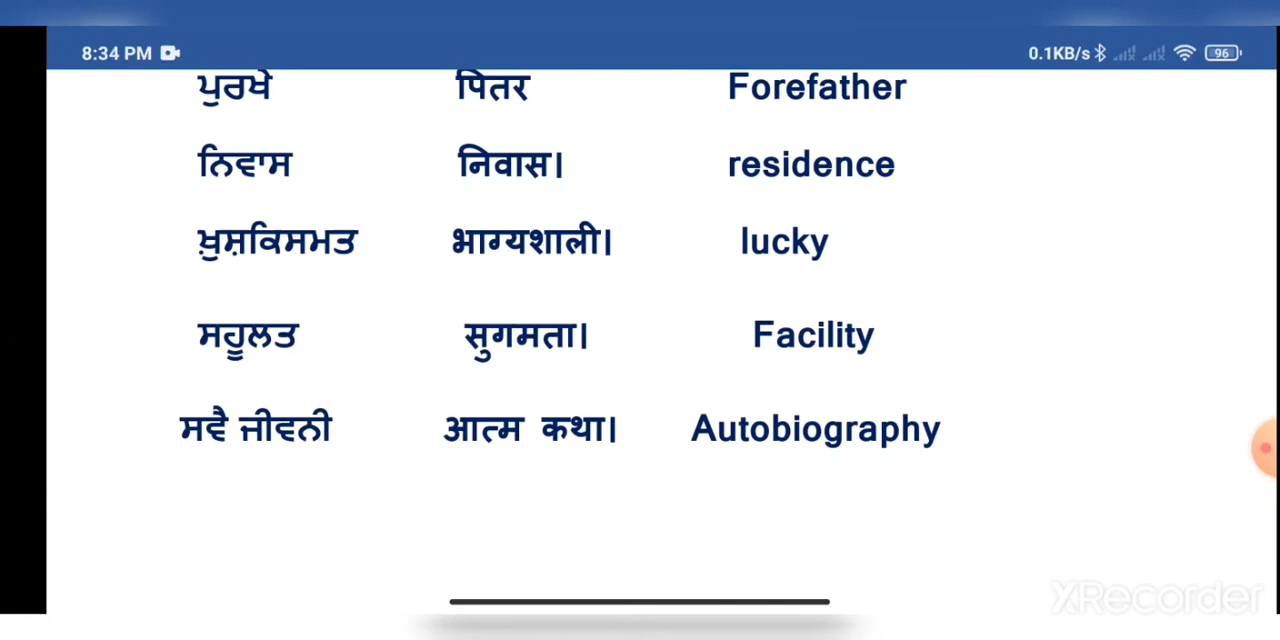 8:34 PM 0.1KB/s 96
ਪੁਰਖੇ पितर Forefather
ਨਿਵਾਸ निवास। residence
ਖ਼ੁਸ਼ਕਿਸਮਤ भाग्यशाली। lucky
ਸਹੂਲਤ सुगमता। Facility
ਸਵੈ ਜੀਵਨੀ आत्म कथा। Autobiography
XRecorder